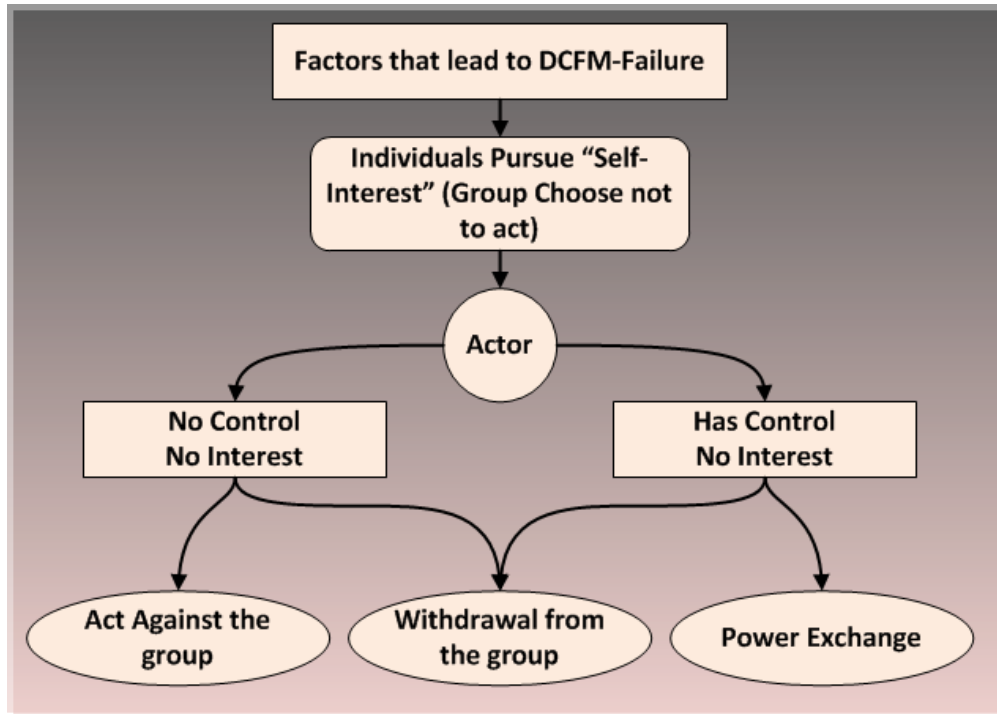 Factors that lead to DCFM-Failure
Individuals Pursue “Self-
Interest” (Group Choose not
to act)
Actor
No Control
No Interest
Has Control
No Interest
Act Against the
group
Withdrawal from
the group
Power Exchange